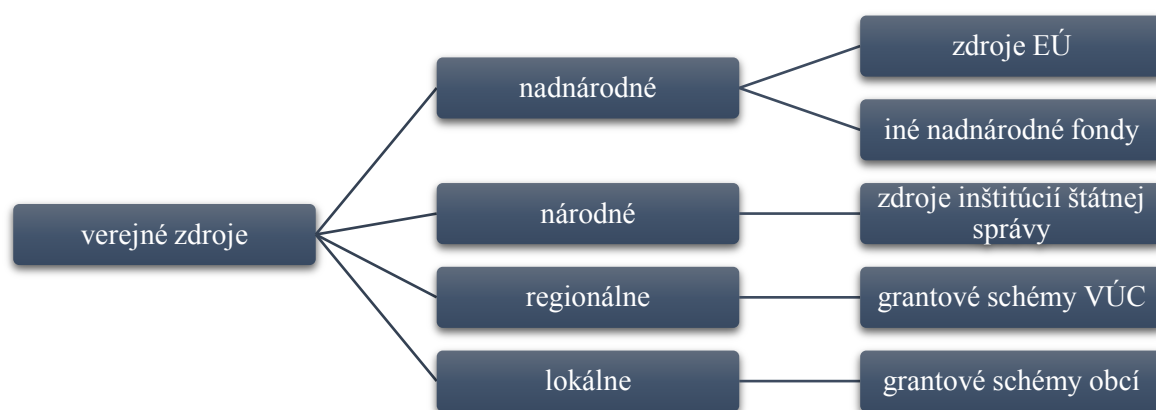 verejné zdroje
nadnárodné
zdroje EÚ
iné nadnárodné fondy
národné
zdroje inštitúcií štátnej
správy
regionálne
grantové schémy VÚC
lokálne
grantové schémy obcí